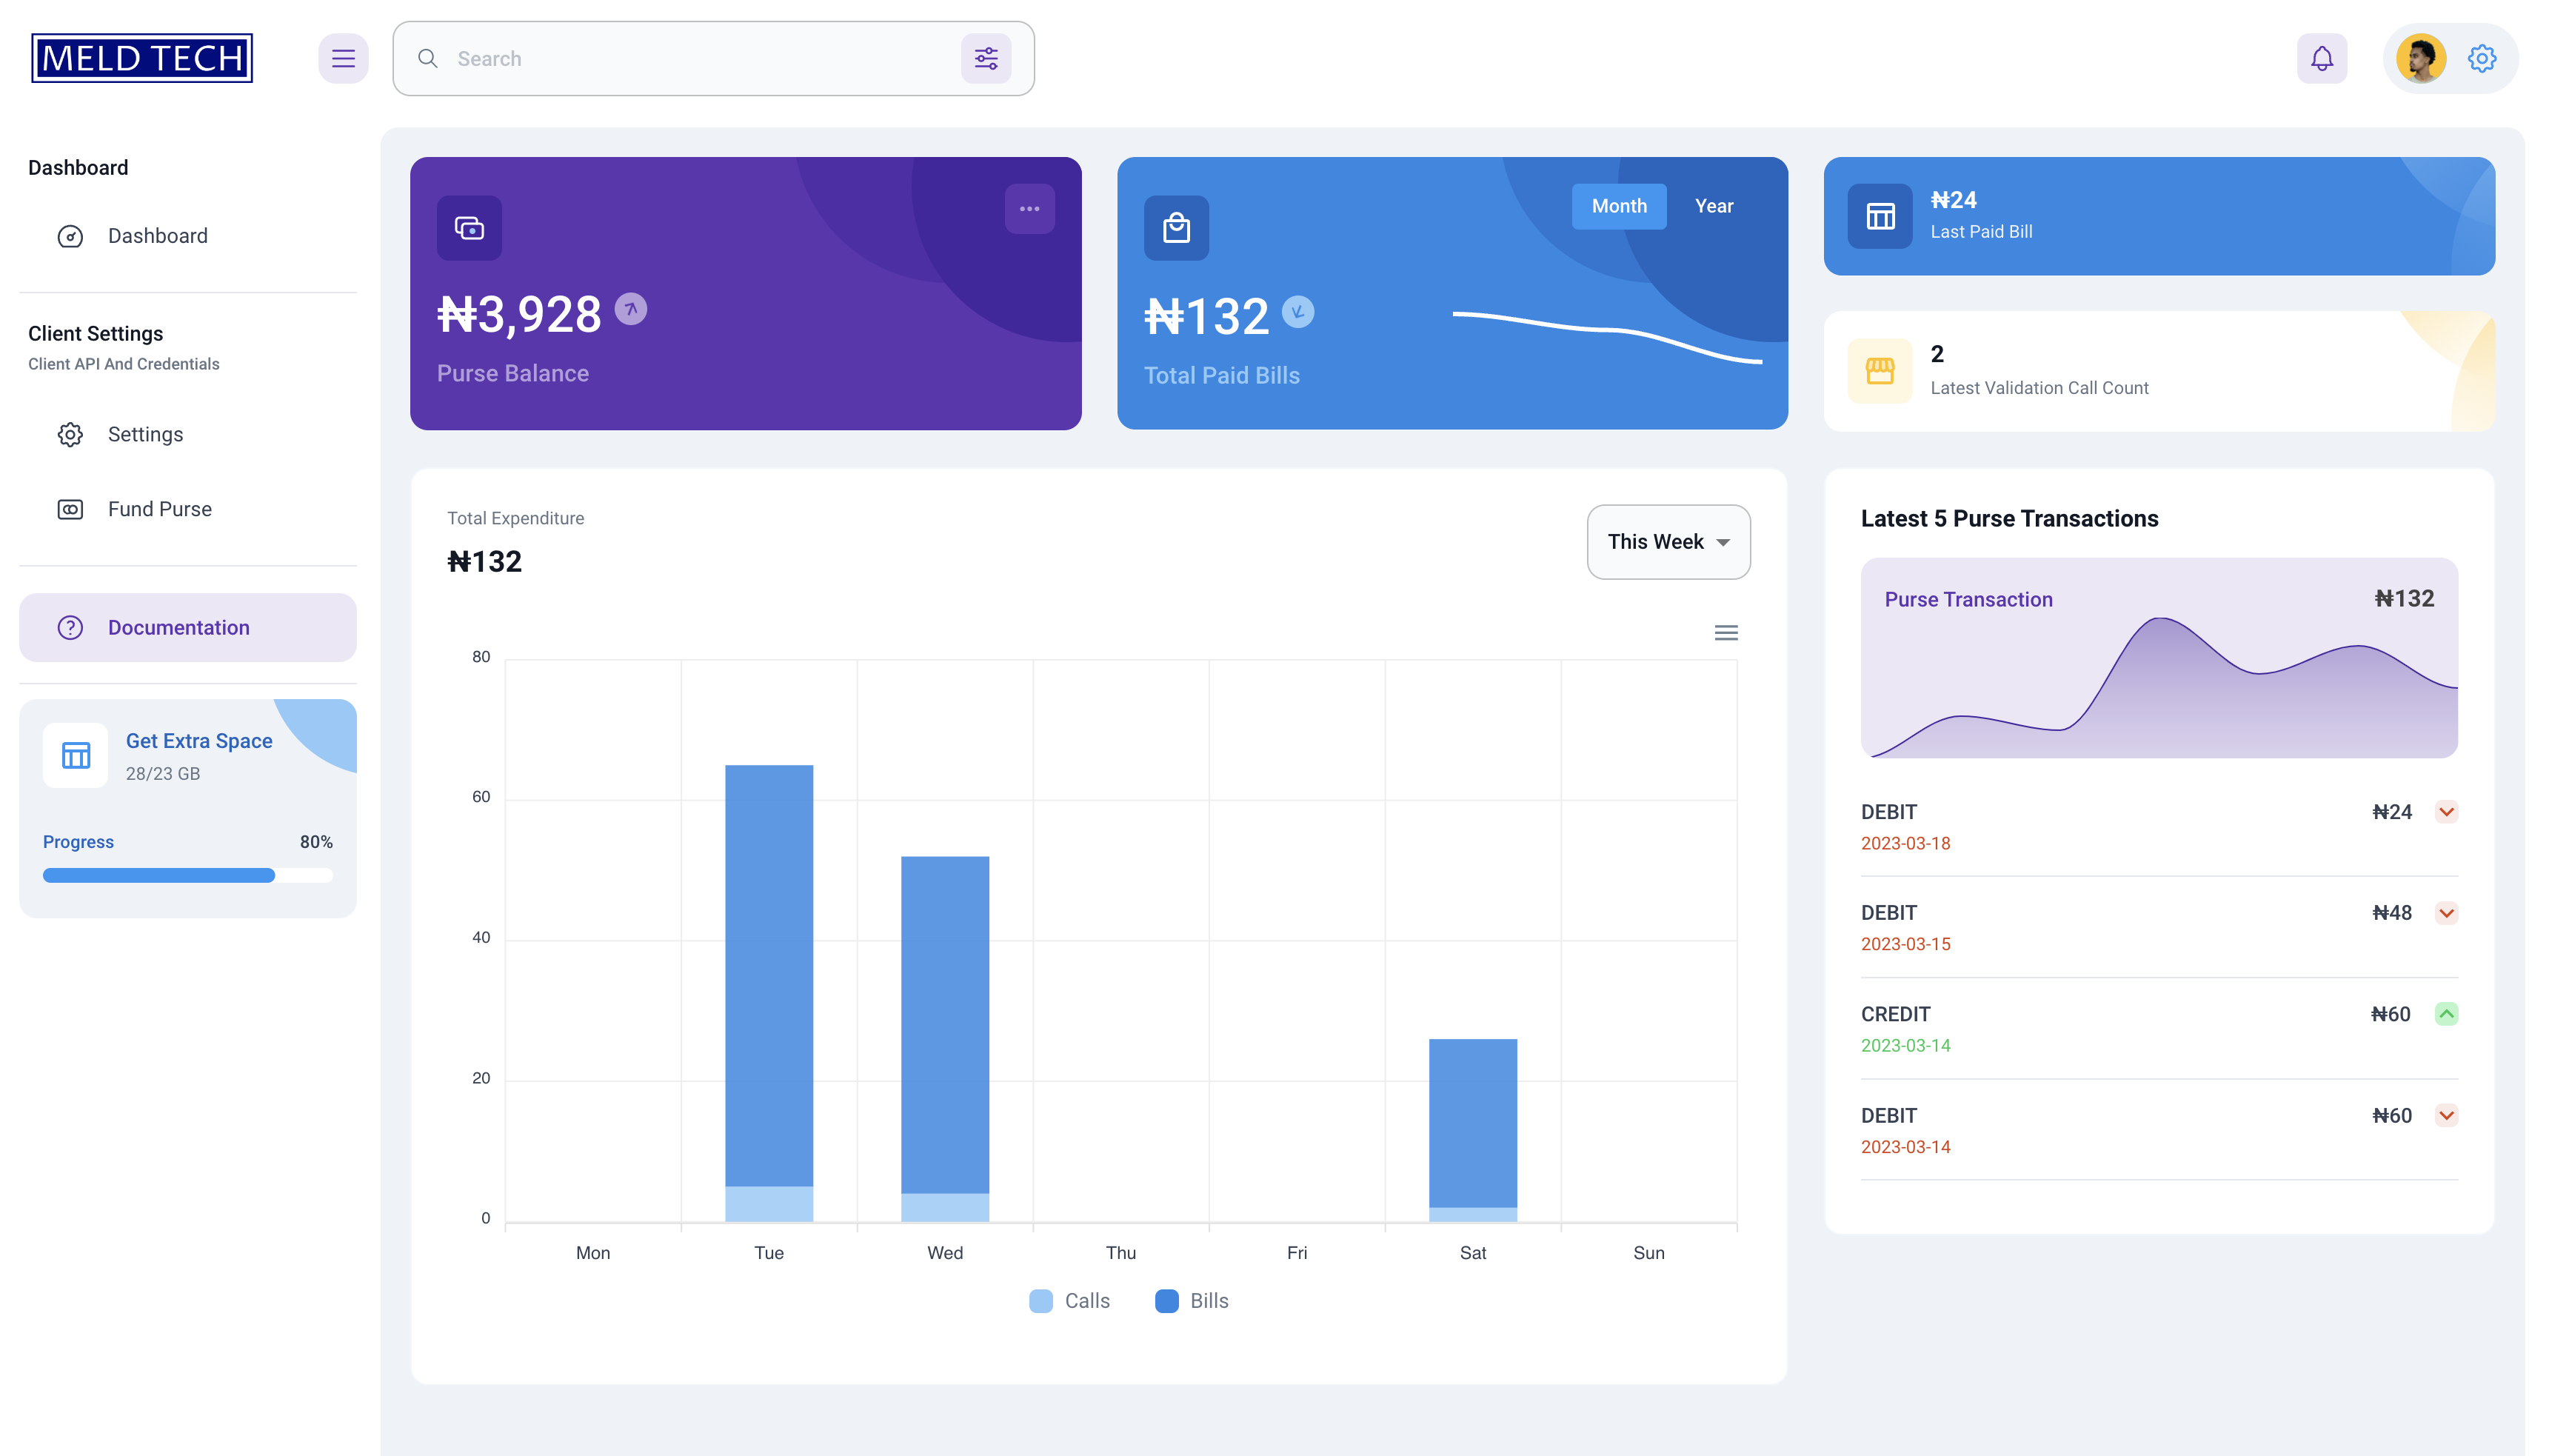 MELD TECH
Search
Dashboard
Dashboard
Client Settings
Client API And Credentials
Settings
Fund Purse
Documentation
Get Extra Space
28/23 GB
Progress 80%
₦3,928
Purse Balance
Month Year
₦132
Total Paid Bills
₦24
Last Paid Bill
2
Latest Validation Call Count
Total Expenditure
₦132
This Week
80
60
40
20
0
Mon Tue Wed Thu Fri Sat Sun
Calls Bills
Latest 5 Purse Transactions
Purse Transaction ₦132
DEBIT ₦24
2023-03-18
DEBIT ₦48
2023-03-15
CREDIT ₦60
2023-03-14
DEBIT ₦60
2023-03-14